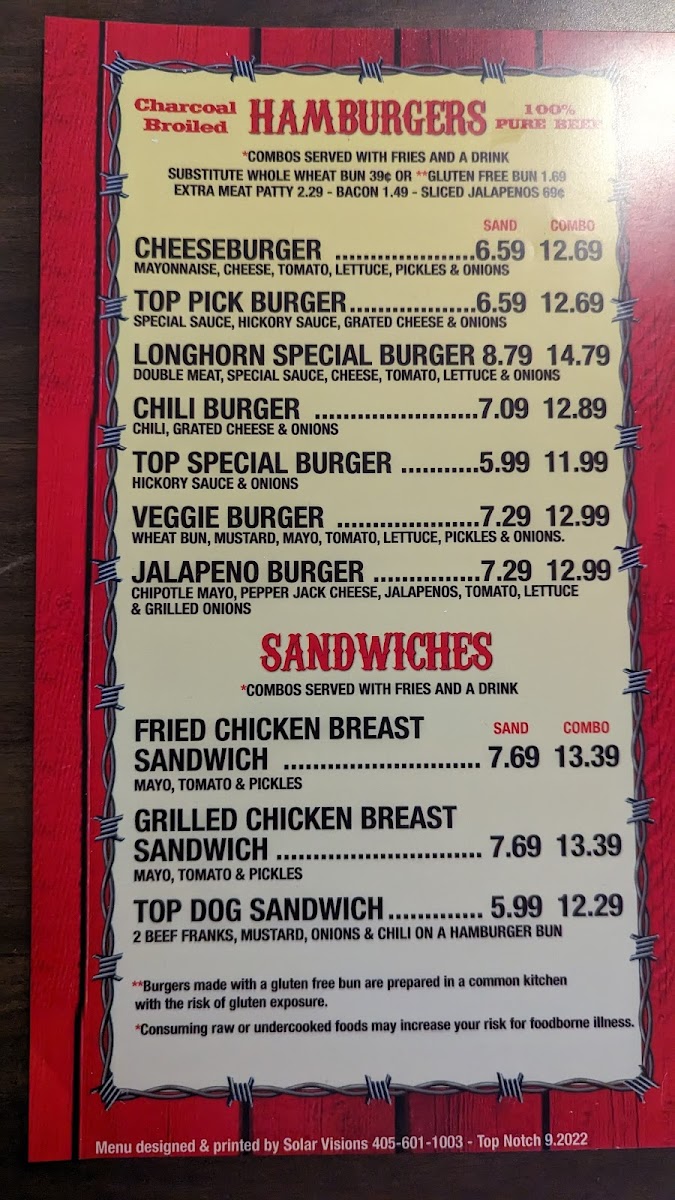 Charcoal Broiled HAMBURGERS 100% PURE BEEF
*COMBOS SERVED WITH FRIES AND A DRINK
SUBSTITUTE WHOLE WHEAT BUN 39¢ OR **GLUTEN FREE BUN 1.69
EXTRA MEAT PATTY 2.29 - BACON 1.49 - SLICED JALAPENOS 69¢
SAND COMBO
CHEESEBURGER .....................6.59 12.69
MAYONNAISE, CHEESE, TOMATO, LETTUCE, PICKLES & ONIONS
TOP PICK BURGER...................6.59 12.69
SPECIAL SAUCE, HICKORY SAUCE, GRATED CHEESE & ONIONS
LONGHORN SPECIAL BURGER 8.79 14.79
DOUBLE MEAT, SPECIAL SAUCE, CHEESE, TOMATO, LETTUCE & ONIONS
CHILI BURGER ........................7.09 12.89
CHILI, GRATED CHEESE & ONIONS
TOP SPECIAL BURGER ...........5.99 11.99
HICKORY SAUCE & ONIONS
VEGGIE BURGER .....................7.29 12.99
WHEAT BUN, MUSTARD, MAYO, TOMATO, LETTUCE, PICKLES & ONIONS.
JALAPENO BURGER ...............7.29 12.99
CHIPOTLE MAYO, PEPPER JACK CHEESE, JALAPENOS, TOMATO, LETTUCE
& GRILLED ONIONS
SANDWICHES
*COMBOS SERVED WITH FRIES AND A DRINK
FRIED CHICKEN BREAST SAND COMBO
SANDWICH ............................ 7.69 13.39
MAYO, TOMATO & PICKLES
GRILLED CHICKEN BREAST
SANDWICH ............................. 7.69 13.39
MAYO, TOMATO & PICKLES
TOP DOG SANDWICH............. 5.99 12.29
2 BEEF FRANKS, MUSTARD, ONIONS & CHILI ON A HAMBURGER BUN
**Burgers made with a gluten free bun are prepared in a common kitchen
with the risk of gluten exposure.
*Consuming raw or undercooked foods may increase your risk for foodborne illness.
Menu designed & printed by Solar Visions 405-601-1003 - Top Notch 9.2022